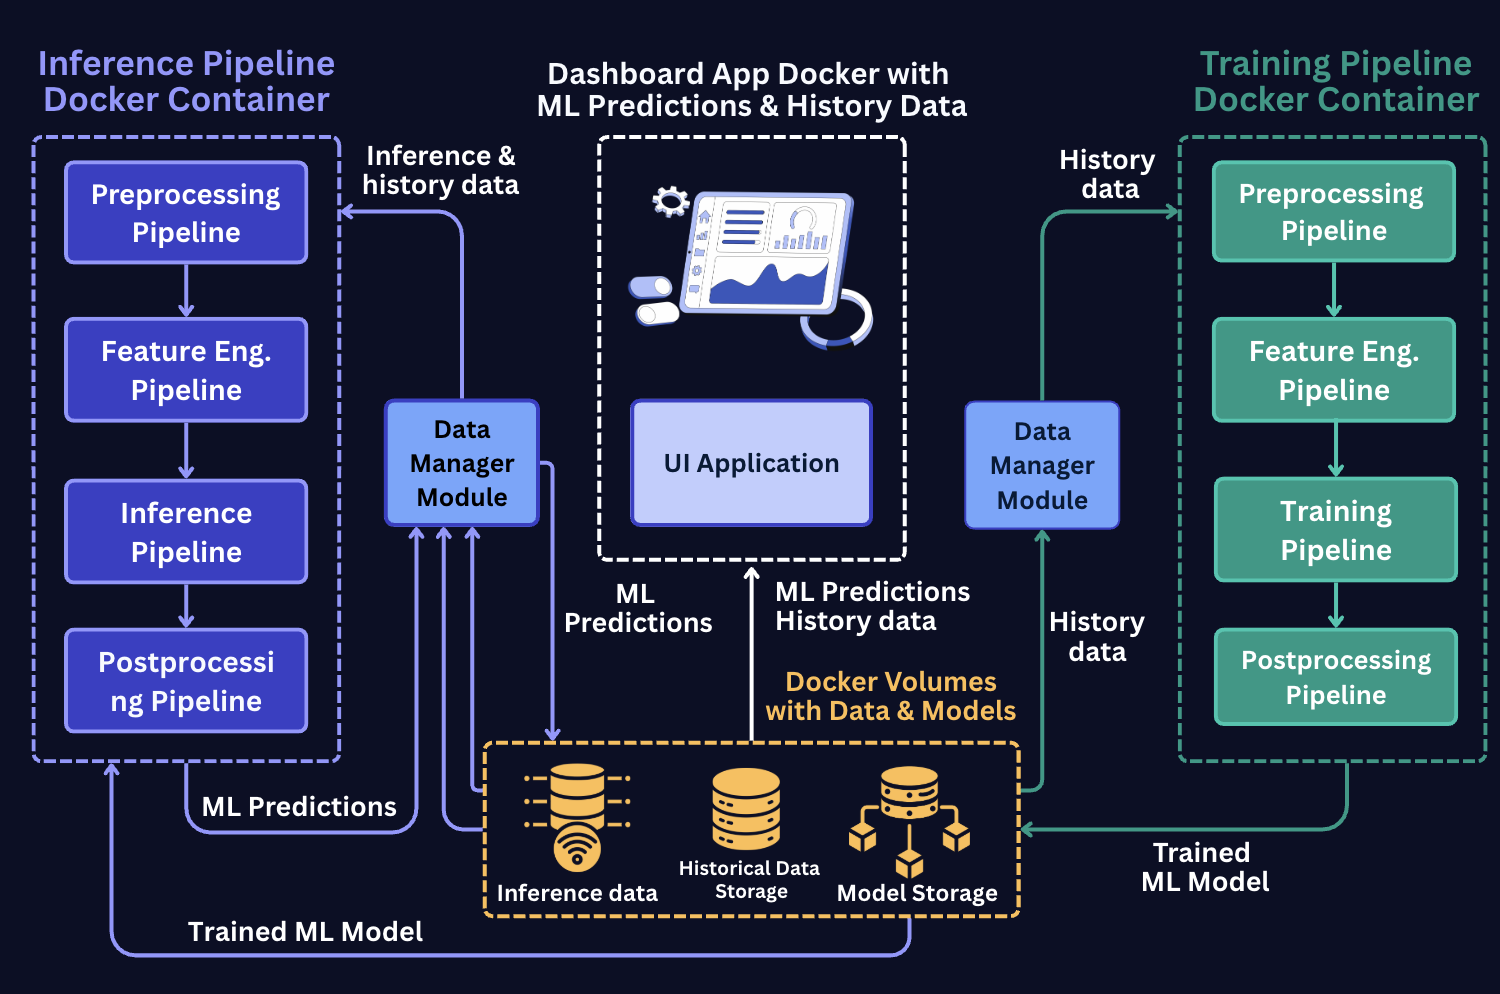 Inference Pipeline
Docker Container
Dashboard App Docker with
ML Predictions & History Data
Training Pipeline
Docker Container
Preprocessing
Pipeline
Feature Eng.
Pipeline
Inference
Pipeline
Postprocessi
ng Pipeline
Inference &
history data
Data
Manager
Module
UI Application
History
data
Data
Manager
Module
Preprocessing
Pipeline
Feature Eng.
Pipeline
Training
Pipeline
Postprocessing
Pipeline
ML
Predictions
ML Predictions
History data
History
data
Docker Volumes
with Data & Models
ML Predictions
Inference data
Historical Data
Storage
Model Storage
Trained
ML Model
Trained ML Model